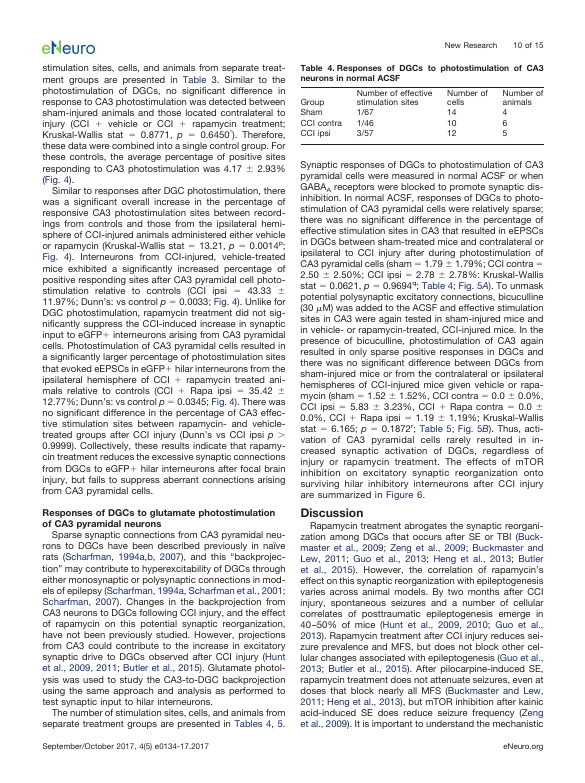 eNeuro
New Research 10 of 15
stimulation sites, cells, and animals from separate treat-
ment groups are presented in Table 3. Similar to the
photostimulation of DGCs, no significant difference in
response to CA3 photostimulation was detected between
sham-injured animals and those located contralateral to
injury (CCI + vehicle or CCI + rapamycin treatment;
Kruskal-Wallis stat = 0.8771, p = 0.6450). Therefore,
these data were combined into a single control group. For
these controls, the average percentage of positive sites
responding to CA3 photostimulation was 4.17 ± 2.93%
(Fig. 4).
Similar to responses after DGC photostimulation, there
was a significant overall increase in the percentage of
responsive CA3 photostimulation sites between record-
ings from controls and those from the ipsilateral hemi-
sphere of CCI-injured animals administered either vehicle
or rapamycin (Kruskal-Wallis stat = 13.21, p = 0.0014p;
Fig. 4). Interneurons from CCI-injured, vehicle-treated
mice exhibited a significantly increased percentage of
positive responding sites after CA3 pyramidal cell photo-
stimulation relative to controls (CCI ipsi = 43.33 ±
11.97%; Dunn's: vs control p = 0.0033; Fig. 4). Unlike for
DGC photostimulation, rapamycin treatment did not sig-
nificantly suppress the CCI-induced increase in synaptic
input to eGFP+ interneurons arising from CA3 pyramidal
cells. Photostimulation of CA3 pyramidal cells resulted in
a significantly larger percentage of photostimulation sites
that evoked eEPSCs in eGFP+ hilar interneurons from the
ipsilateral hemisphere of CCI + rapamycin treated ani-
mals relative to controls (CCI + Rapa ipsi = 35.42 ±
12.77%; Dunn's: vs control p = 0.0345; Fig. 4). There was
no significant difference in the percentage of CA3 effec-
tive stimulation sites between rapamycin- and vehicle-
treated groups after CCI injury (Dunn's vs CCI ipsi p >
0.9999). Collectively, these results indicate that rapamy-
cin treatment reduces the excessive synaptic connections
from DGCs to eGFP+ hilar interneurons after focal brain
injury, but fails to suppress aberrant connections arising
from CA3 pyramidal cells.
Responses of DGCs to glutamate photostimulation
of CA3 pyramidal neurons
Sparse synaptic connections from CA3 pyramidal neu-
rons to DGCs have been described previously in naïve
rats (Scharfman, 1994a,b, 2007), and this "backprojec-
tion" may contribute to hyperexcitability of DGCs through
either monosynaptic or polysynaptic connections in mod-
els of epilepsy (Scharfman, 1994a, Scharfman et al., 2001;
Scharfman, 2007). Changes in the backprojection from
CA3 neurons to DGCs following CCI injury, and the effect
of rapamycin on this potential synaptic reorganization,
have not been previously studied. However, projections
from CA3 could contribute to the increase in excitatory
synaptic drive to DGCs observed after CCI injury (Hunt
et al., 2009, 2011; Butler et al., 2015). Glutamate photol-
ysis was used to study the CA3-to-DGC backprojection
using the same approach and analysis as performed to
test synaptic input to hilar interneurons.
The number of stimulation sites, cells, and animals from
separate treatment groups are presented in Tables 4, 5.
Table 4. Responses of DGCs to photostimulation of CA3
neurons in normal ACSF
Number of effective Number of Number of
Group stimulation sites cells animals
Sham 1/67 14 4
CCI contra 1/46 10 6
CCI ipsi 3/57 12 5
Synaptic responses of DGCs to photostimulation of CA3
pyramidal cells were measured in normal ACSF or when
GABAA receptors were blocked to promote synaptic dis-
inhibition. In normal ACSF, responses of DGCs to photo-
stimulation of CA3 pyramidal cells were relatively sparse;
there was no significant difference in the percentage of
effective stimulation sites in CA3 that resulted in eEPSCs
in DGCs between sham-treated mice and contralateral or
ipsilateral to CCI injury after during photostimulation of
CA3 pyramidal cells (sham = 1.79 ± 1.79%; CCI contra =
2.50 ± 2.50%; CCI ipsi = 2.78 ± 2.78%: Kruskal-Wallis
stat = 0.0621, p = 0.9694q; Table 4; Fig. 5A). To unmask
potential polysynaptic excitatory connections, bicuculline
(30 μM) was added to the ACSF and effective stimulation
sites in CA3 were again tested in sham-injured mice and
in vehicle- or rapamycin-treated, CCI-injured mice. In the
presence of bicuculline, photostimulation of CA3 again
resulted in only sparse positive responses in DGCs and
there was no significant difference between DGCs from
sham-injured mice or from the contralateral or ipsilateral
hemispheres of CCI-injured mice given vehicle or rapa-
mycin (sham = 1.52 ± 1.52%, CCI contra = 0.0 ± 0.0%,
CCI ipsi = 5.83 ± 3.23%, CCI + Rapa contra = 0.0 ±
0.0%, CCI + Rapa ipsi = 1.19 ± 1.19%; Kruskal-Wallis
stat = 6.165; p = 0.1872r; Table 5; Fig. 5B). Thus, acti-
vation of CA3 pyramidal cells rarely resulted in in-
creased synaptic activation of DGCs, regardless of
injury or rapamycin treatment. The effects of mTOR
inhibition on excitatory synaptic reorganization onto
surviving hilar inhibitory interneurons after CCI injury
are summarized in Figure 6.
Discussion
Rapamycin treatment abrogates the synaptic reorgani-
zation among DGCs that occurs after SE or TBI (Buck-
master et al., 2009; Zeng et al., 2009; Buckmaster and
Lew, 2011; Guo et al., 2013; Heng et al., 2013; Butler
et al., 2015). However, the correlation of rapamycin's
effect on this synaptic reorganization with epileptogenesis
varies across animal models. By two months after CCI
injury, spontaneous seizures and a number of cellular
correlates of posttraumatic epileptogenesis emerge in
40–50% of mice (Hunt et al., 2009, 2010; Guo et al.,
2013). Rapamycin treatment after CCI injury reduces sei-
zure prevalence and MFS, but does not block other cel-
lular changes associated with epileptogenesis (Guo et al.,
2013; Butler et al., 2015). After pilocarpine-induced SE,
rapamycin treatment does not attenuate seizures, even at
doses that block nearly all MFS (Buckmaster and Lew,
2011; Heng et al., 2013), but mTOR inhibition after kainic
acid-induced SE does reduce seizure frequency (Zeng
et al., 2009). It is important to understand the mechanistic
September/October 2017, 4(5) e0134-17.2017
eNeuro.org